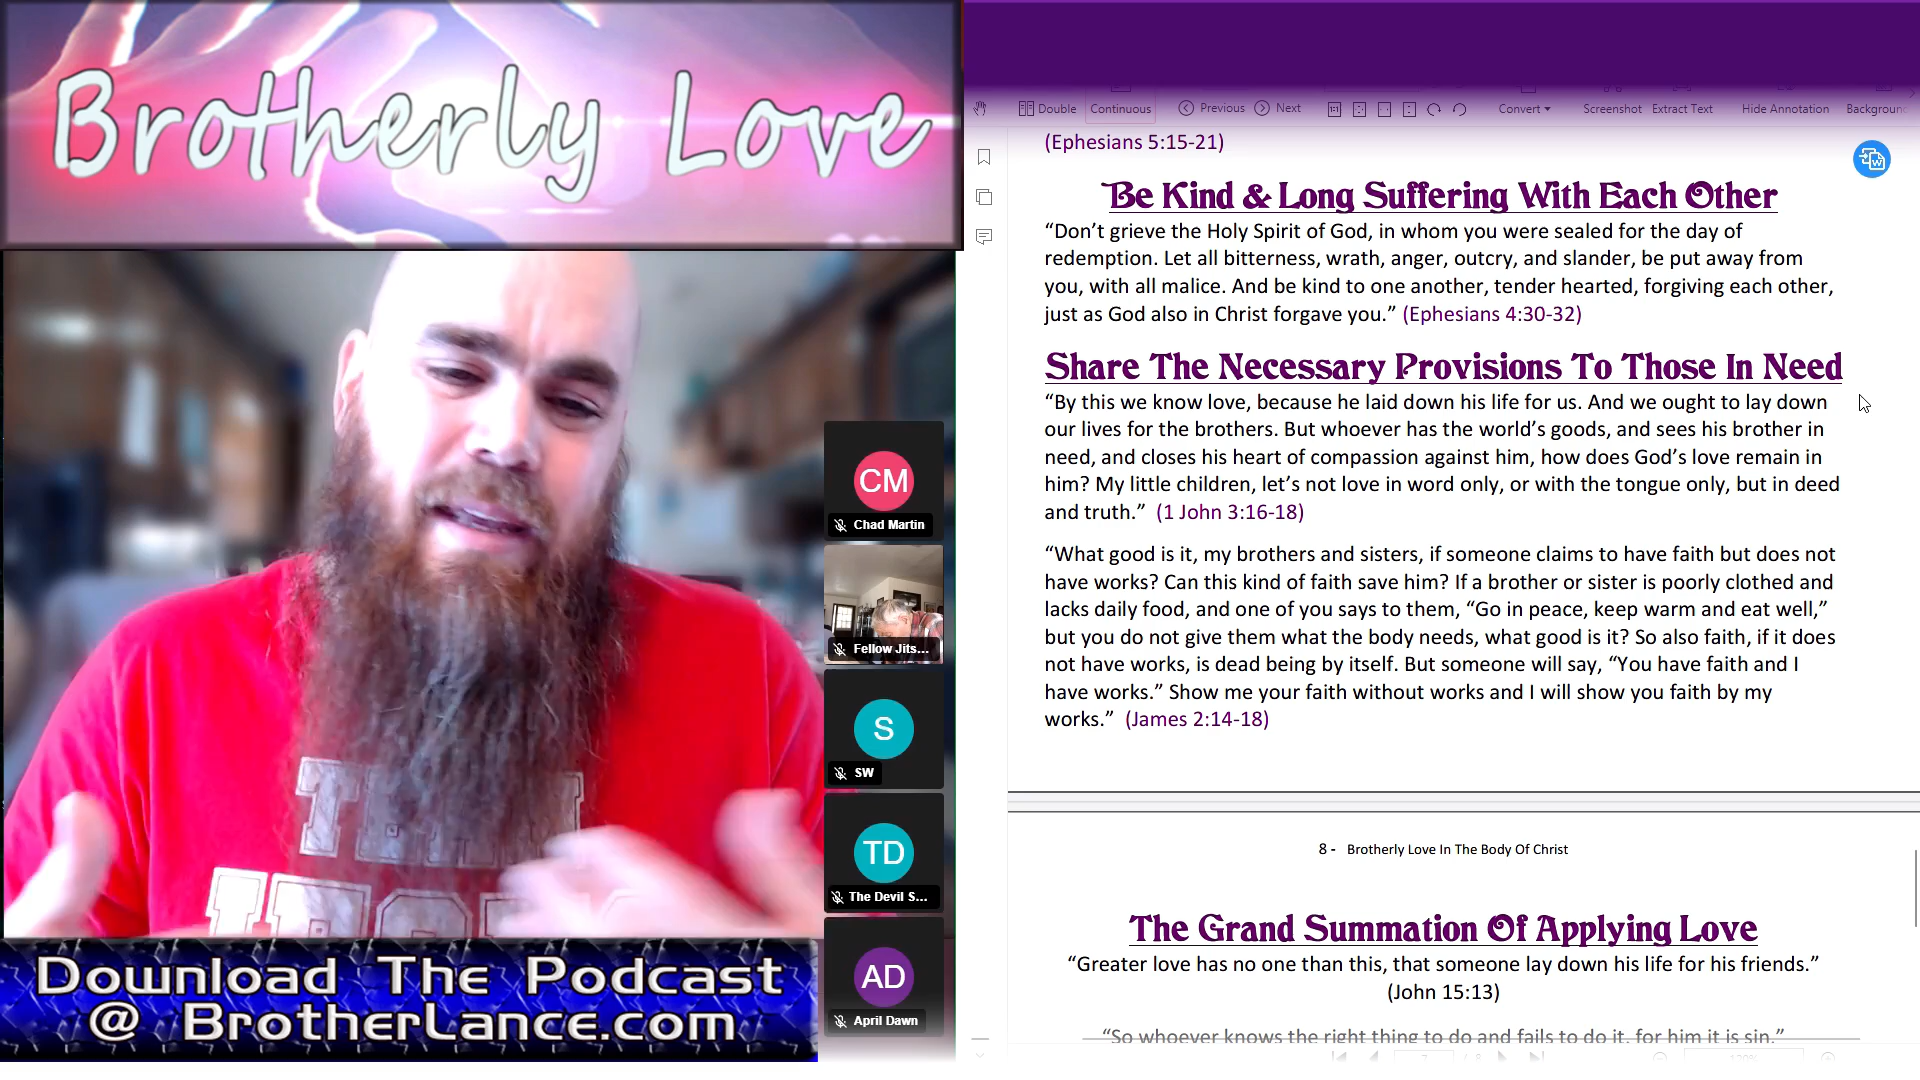 Brotherly Love
Double
Continuous
Previous
Next
Convert
Screenshot
Extract Text
Hide Annotation
(Ephesians 5:15-21)
Be Kind & Long Suffering With Each Other
“Don’t grieve the Holy Spirit of God, in whom you were sealed for the day of
redemption. Let all bitterness, wrath, anger, outcry, and slander, be put away from
you, with all malice. And be kind to one another, tender hearted, forgiving each other,
just as God also in Christ forgave you.” (Ephesians 4:30-32)
Share The Necessary Provisions To Those In Need
“By this we know love, because he laid down his life for us. And we ought to lay down
our lives for the brothers. But whoever has the world’s goods, and sees his brother in
need, and closes his heart of compassion against him, how does God’s love remain in
him? My little children, let’s not love in word only, or with the tongue only, but in deed
and truth.” (1 John 3:16-18)
“What good is it, my brothers and sisters, if someone claims to have faith but does not
have works? Can this kind of faith save him? If a brother or sister is poorly clothed and
lacks daily food, and one of you says to them, “Go in peace, keep warm and eat well,”
but you do not give them what the body needs, what good is it? So also faith, if it does
not have works, is dead being by itself. But someone will say, “You have faith and I
have works.” Show me your faith without works and I will show you faith by my
works.” (James 2:14-18)
8 - Brotherly Love In The Body Of Christ
The Grand Summation Of Applying Love
“Greater love has no one than this, that someone lay down his life for his friends.”
(John 15:13)
“So whoever knows the right thing to do and fails to do it, for him it is sin.”
CM
Chad Martin
Fellow Jits...
S
SW
TD
The Devil S...
AD
April Dawn
Download The Podcast
@ BrotherLance.com